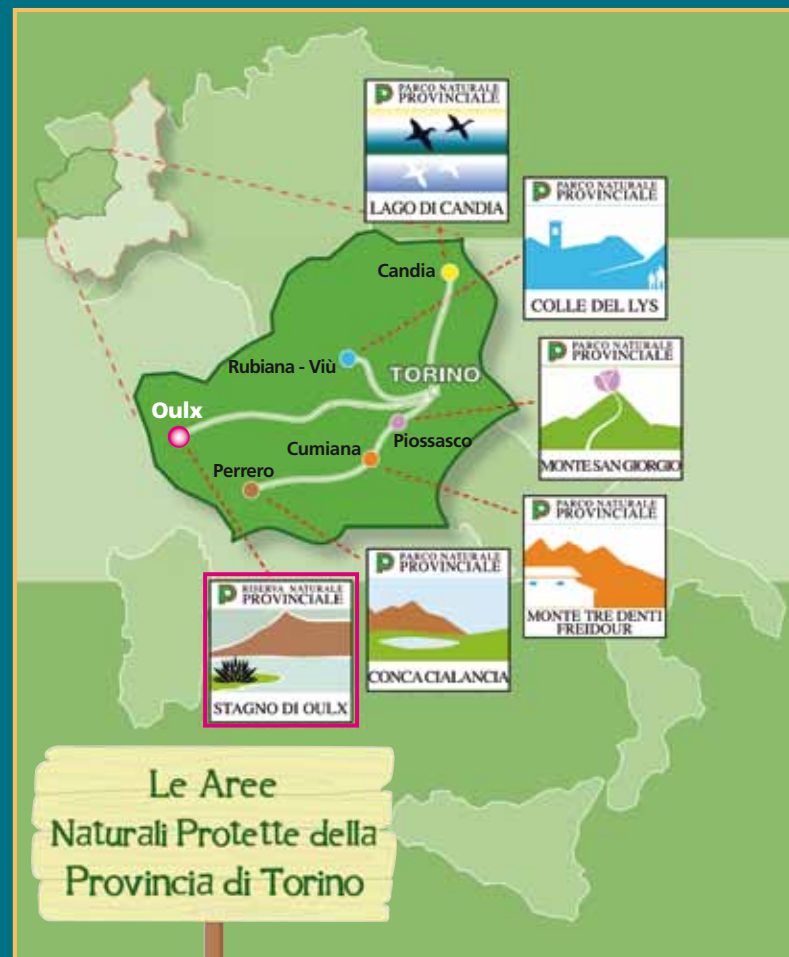 PARCO NATURALE
PROVINCIALE
LAGO DI CANDIA
PARCO NATURALE
PROVINCIALE
COLLE DEL LYS
Candia
Rubiana - Viù
TORINO
PARCO NATURALE
PROVINCIALE
MONTE SAN GIORGIO
Oulx
Piossasco
Cumiana
Perrero
PARCO NATURALE
PROVINCIALE
MONTE TRE DENTI
FREIDOUR
PARCO NATURALE
PROVINCIALE
CONCA CIALANCIA
RISERVA NATURALE
PROVINCIALE
STAGNO DI OULX
Le Aree
Naturali Protette della
Provincia di Torino